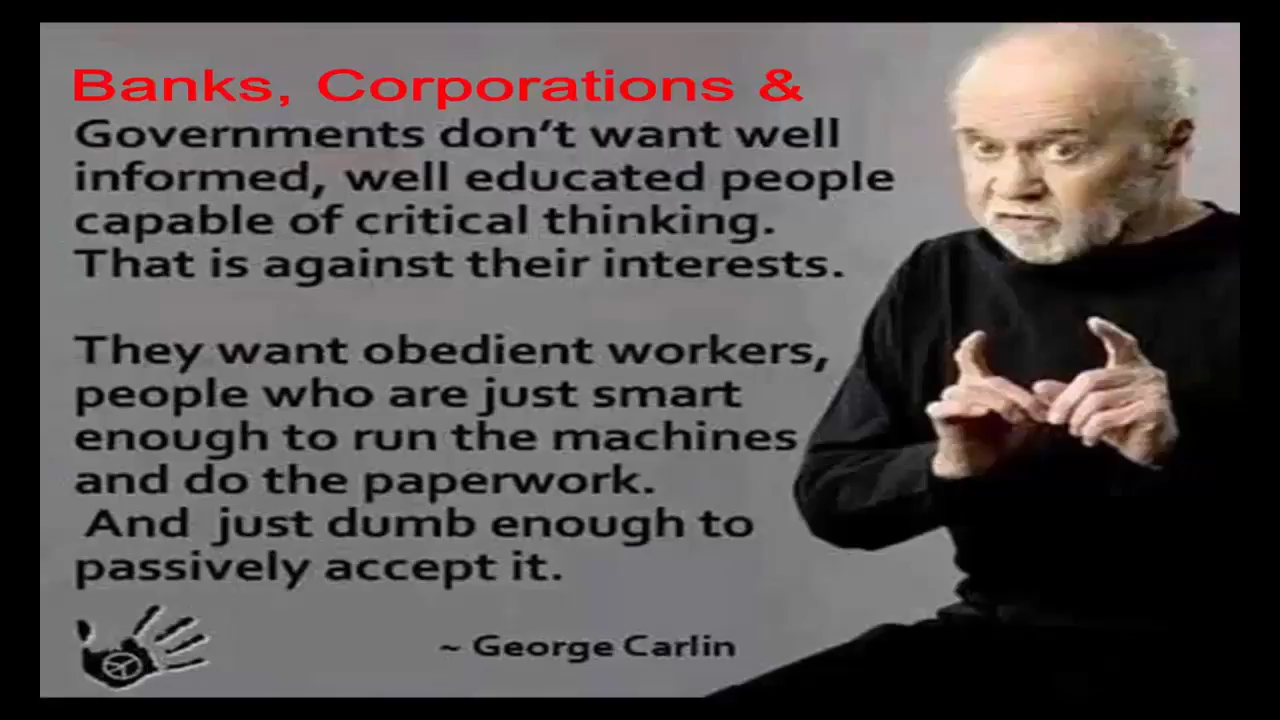 Banks, Corporations &
Governments don't want well
informed, well educated people
capable of critical thinking.
That is against their interests.
They want obedient workers,
people who are just smart
enough to run the machines
and do the paperwork.
And just dumb enough to
passively accept it.
~ George Carlin